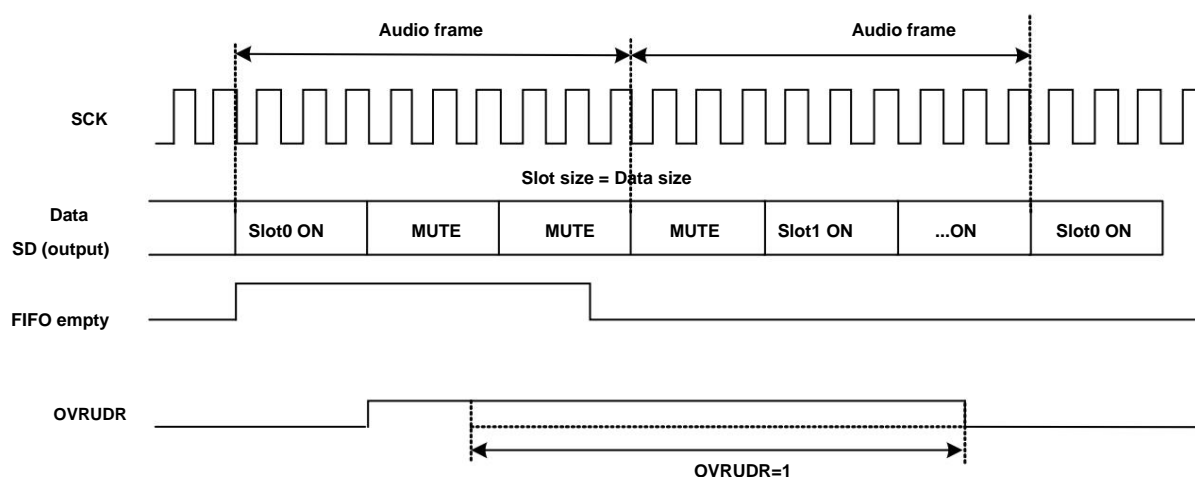 Audio frame
Audio frame
SCK
Slot size = Data size
Data
SD (output)
Slot0 ON
MUTE
MUTE
MUTE
Slot1 ON
...ON
Slot0 ON
FIFO empty
OVRUDR
OVRUDR=1